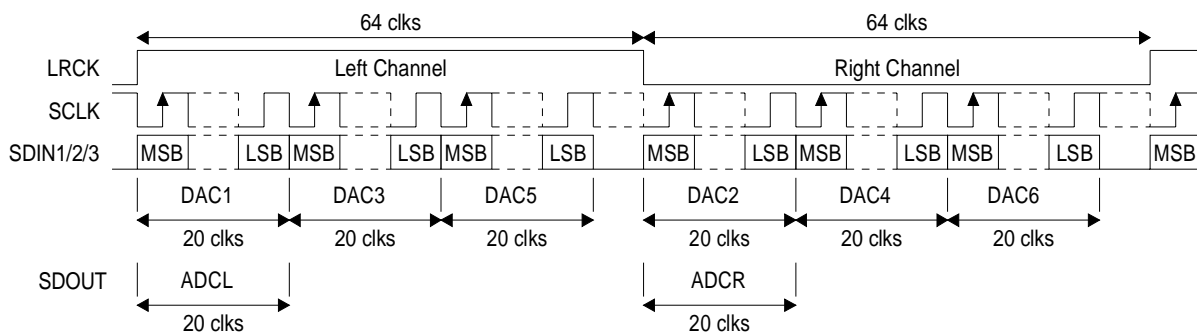 64 clks 64 clks
LRCK Left Channel Right Channel
SCLK
SDIN1/2/3 MSB LSB MSB LSB MSB LSB MSB LSB MSB LSB MSB LSB MSB
DAC1 DAC3 DAC5 DAC2 DAC4 DAC6
20 clks 20 clks 20 clks 20 clks 20 clks 20 clks
SDOUT ADCL ADCR
20 clks 20 clks